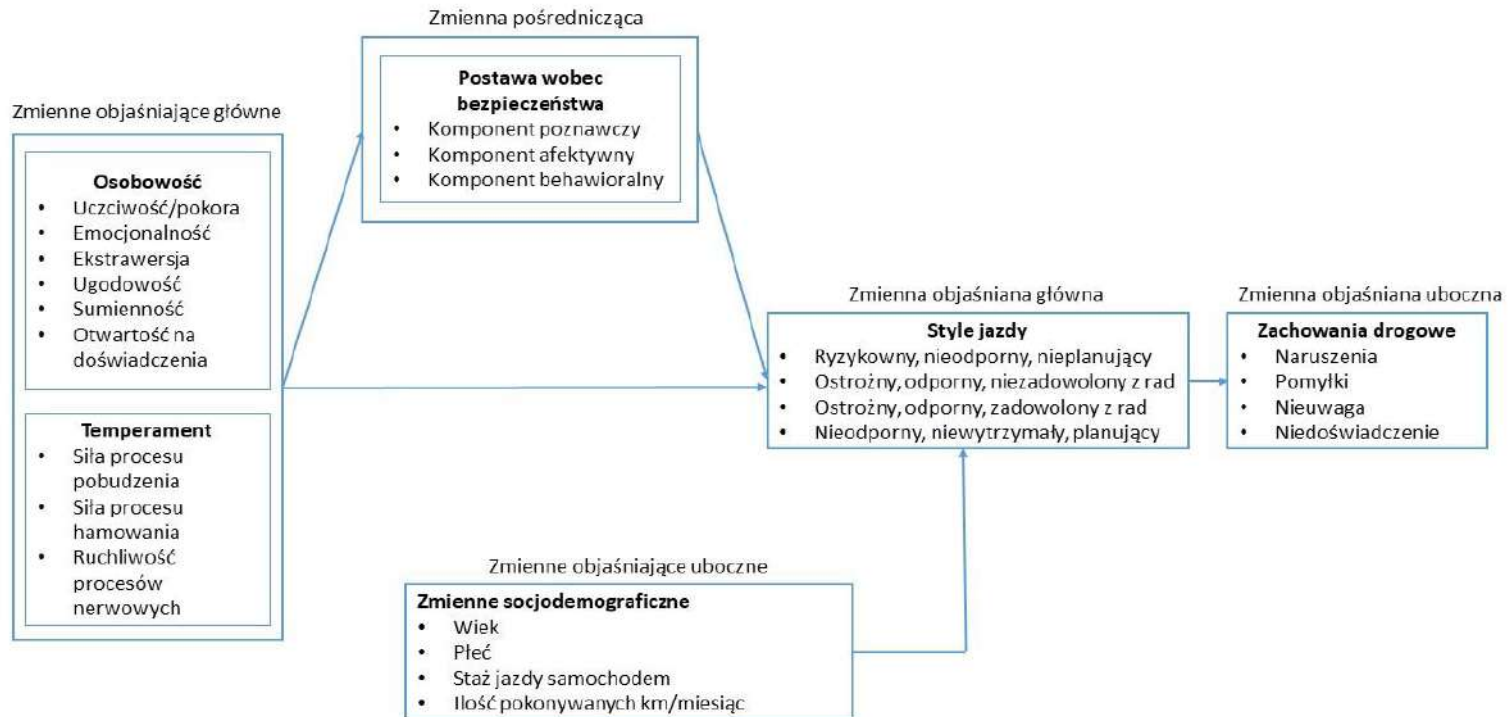 Zmienna pośrednicząca
Postawa wobec
bezpieczeństwa
• Komponent poznawczy
• Komponent afektywny
• Komponent behawioralny
Zmienne objaśniające główne
Osobowość
• Uczciwość/pokora
• Emocjonalność
• Ekstrawersja
• Ugodowość
• Sumienność
• Otwartość na
doświadczenia
Temperament
• Siła procesu
pobudzenia
• Siła procesu
hamowania
• Ruchliwość
procesów
nerwowych
Zmienna objaśniana główna
Style jazdy
• Ryzykowny, nieodporny, nieplanujący
• Ostrożny, odporny, niezadowolony z rad
• Ostrożny, odporny, zadowolony z rad
• Nieodporny, niewytrzymały, planujący
Zmienna objaśniana uboczna
Zachowania drogowe
• Naruszenia
• Pomyłki
• Nieuwaga
• Niedoświadczenie
Zmienne objaśniające uboczne
Zmienne socjodemograficzne
• Wiek
• Płeć
• Staż jazdy samochodem
• Ilość pokonywanych km/miesiąc